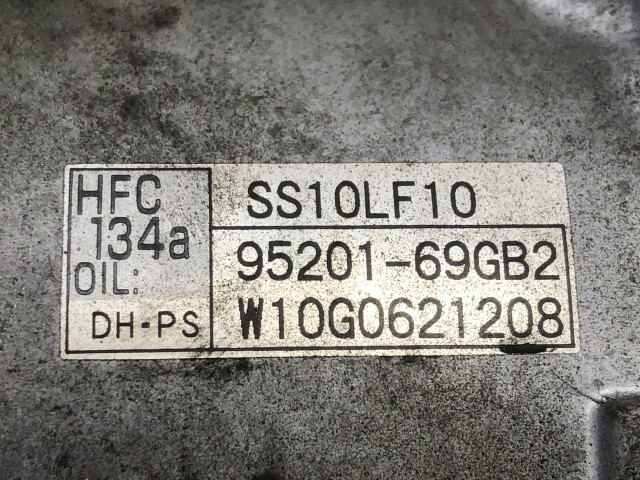 HFC
134a
OIL:
DH-PS
SS10LF10
95201-69GB2
W10G0621208